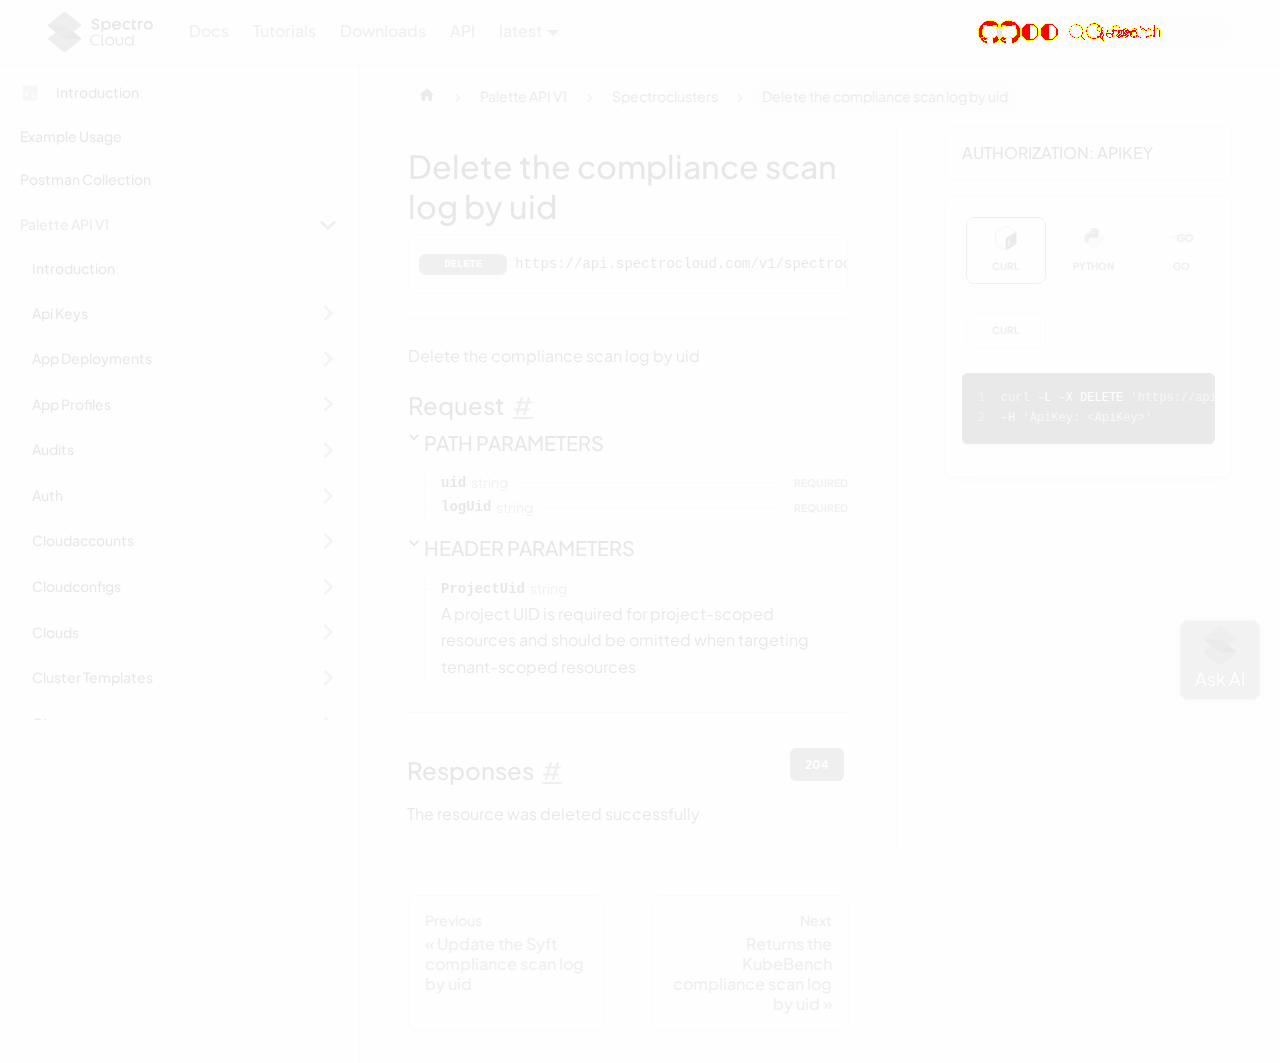 Spectro
Cloud
Docs
Tutorials
Downloads
API
latest
Search
Introduction
Example Usage
Postman Collection
Palette API V1
Introduction
Api Keys
App Deployments
App Profiles
Audits
Auth
Cloudaccounts
Cloudconfigs
Clouds
Cluster Templates
Palette API V1
Spectroclusters
Delete the compliance scan log by uid
Delete the compliance scan
log by uid
DELETE https://api.spectrocloud.com/v1/spectroc
Delete the compliance scan log by uid
Request #
PATH PARAMETERS
uid string REQUIRED
logUid string REQUIRED
HEADER PARAMETERS
ProjectUid string
A project UID is required for project-scoped
resources and should be omitted when targeting
tenant-scoped resources
Responses #
204
The resource was deleted successfully
Previous
« Update the Syft
compliance scan log
by uid
Next
Returns the
KubeBench
compliance scan log
by uid »
AUTHORIZATION: APIKEY
CURL
PYTHON
GO
CURL
1 curl -L -X DELETE 'https://api
2 -H 'ApiKey: <ApiKey>'
Ask AI